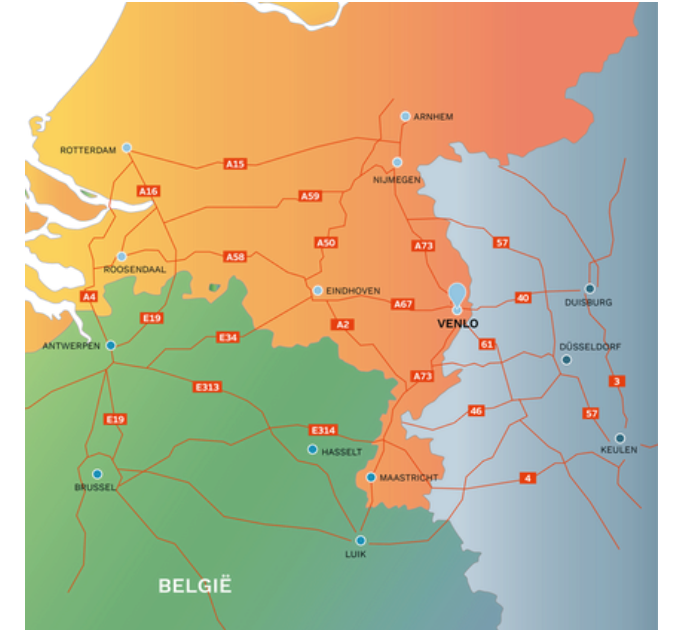 ARNHEM
ROTTERDAM
A15
NIJMEGEN
A16
A59
A50
A73
57
A58
ROOSENDAAL
EINDHOVEN
DUISBURG
A4
40
A67
E19
VENLO
A2
E34
61
ANTWERPEN
DÜSSELDORF
A73
3
E313
46
57
E19
E314
KEULEN
HASSELT
MAASTRICHT
4
BRUSSEL
LUIK
BELGIË